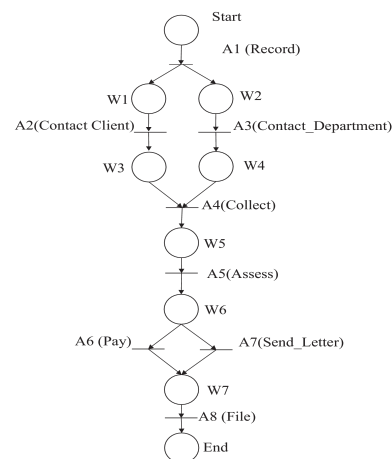 Start
A1 (Record)
W1
W2
A2(Contact Client)
A3(Contact_Department)
W3
W4
A4(Collect)
W5
A5(Assess)
W6
A6 (Pay)
A7(Send_Letter)
W7
A8 (File)
End